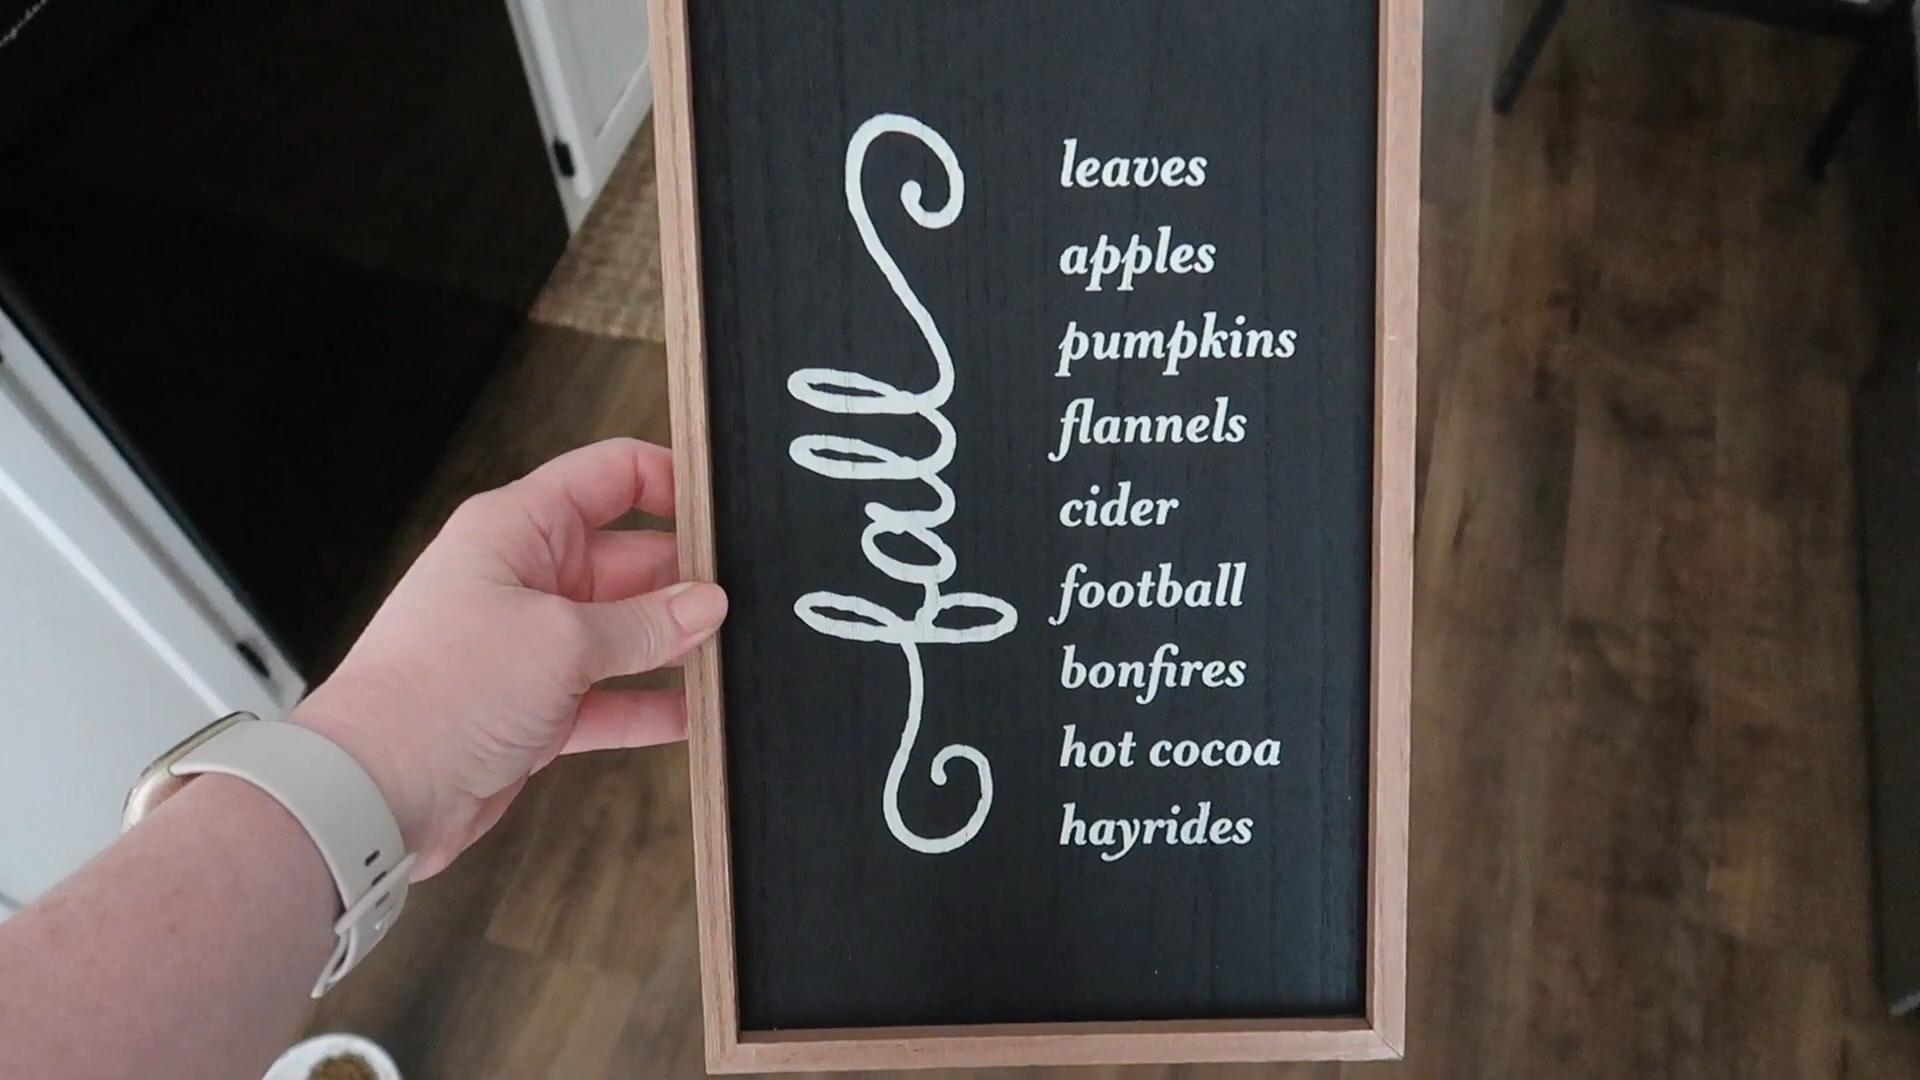 fall
leaves
apples
pumpkins
flannels
cider
football
bonfires
hot cocoa
hayrides